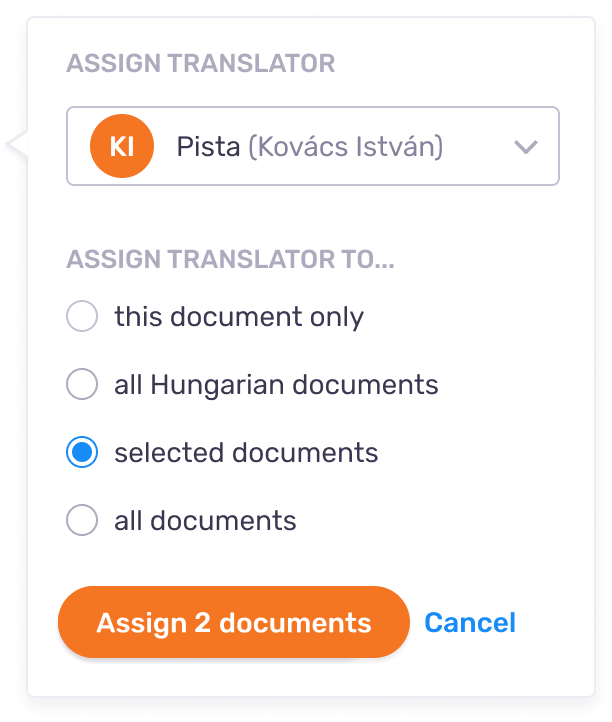 ASSIGN TRANSLATOR
KI Pista (Kovács István)
ASSIGN TRANSLATOR TO...
this document only
all Hungarian documents
selected documents
all documents
Assign 2 documents Cancel